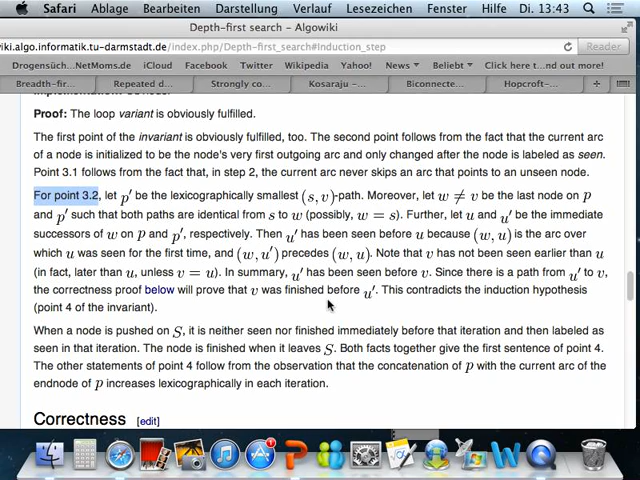 Safari Ablage Bearbeiten Darstellung Verlauf Lesezeichen Fenster Hilfe Di. 13:43
Depth-first search - Algowiki
wiki.algo.informatik.tu-darmstadt.de/index.php/Depth-first_search#Induction_step Reader
Drogensüch...NetMoms.de iCloud Facebook Twitter Wikipedia Yahoo! News Beliebt Click here t...nd out more!
Breadth-fir... Repeated d... Strongly co... Kosaraju -... Biconnecte... Hopcroft-...
Proof: The loop variant is obviously fulfilled.
The first point of the invariant is obviously fulfilled, too. The second point follows from the fact that the current arc
of a node is initialized to be the node's very first outgoing arc and only changed after the node is labeled as seen.
Point 3.1 follows from the fact that, in step 2, the current arc never skips an arc that points to an unseen node.
For point 3.2, let p′ be the lexicographically smallest (s, v)-path. Moreover, let w ≠ v be the last node on p
and p′ such that both paths are identical from s to w (possibly, w = s). Further, let u and u′ be the immediate
successors of w on p and p′, respectively. Then u′ has been seen before u because (w, u) is the arc over
which u was seen for the first time, and (w, u′) precedes (w, u). Note that v has not been seen earlier than u
(in fact, later than u, unless v = u). In summary, u′ has been seen before v. Since there is a path from u′ to v,
the correctness proof below will prove that v was finished before u′. This contradicts the induction hypothesis
(point 4 of the invariant).
When a node is pushed on S, it is neither seen nor finished immediately before that iteration and then labeled as
seen in that iteration. The node is finished when it leaves S. Both facts together give the first sentence of point 4.
The other statements of point 4 follow from the observation that the concatenation of p with the current arc of the
endnode of p increases lexicographically in each iteration.
Correctness [edit]